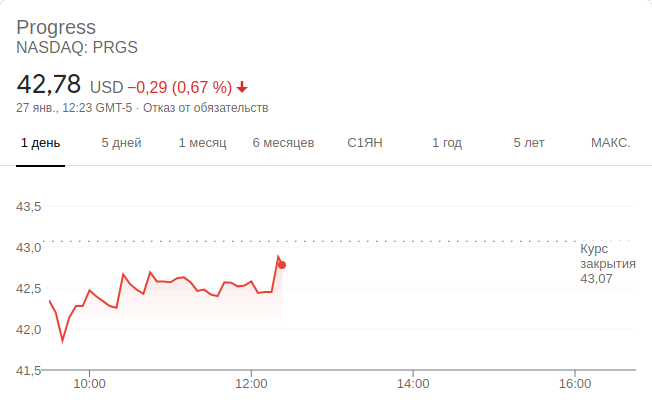 Progress
NASDAQ: PRGS
42,78 USD −0,29 (0,67 %)
27 янв., 12:23 GMT-5 · Отказ от обязательств
1 день 5 дней 1 месяц 6 месяцев С1ЯН 1 год 5 лет МАКС.
43,5
43,0
Курс
закрытия
43,07
42,5
42,0
41,5
10:00 12:00 14:00 16:00